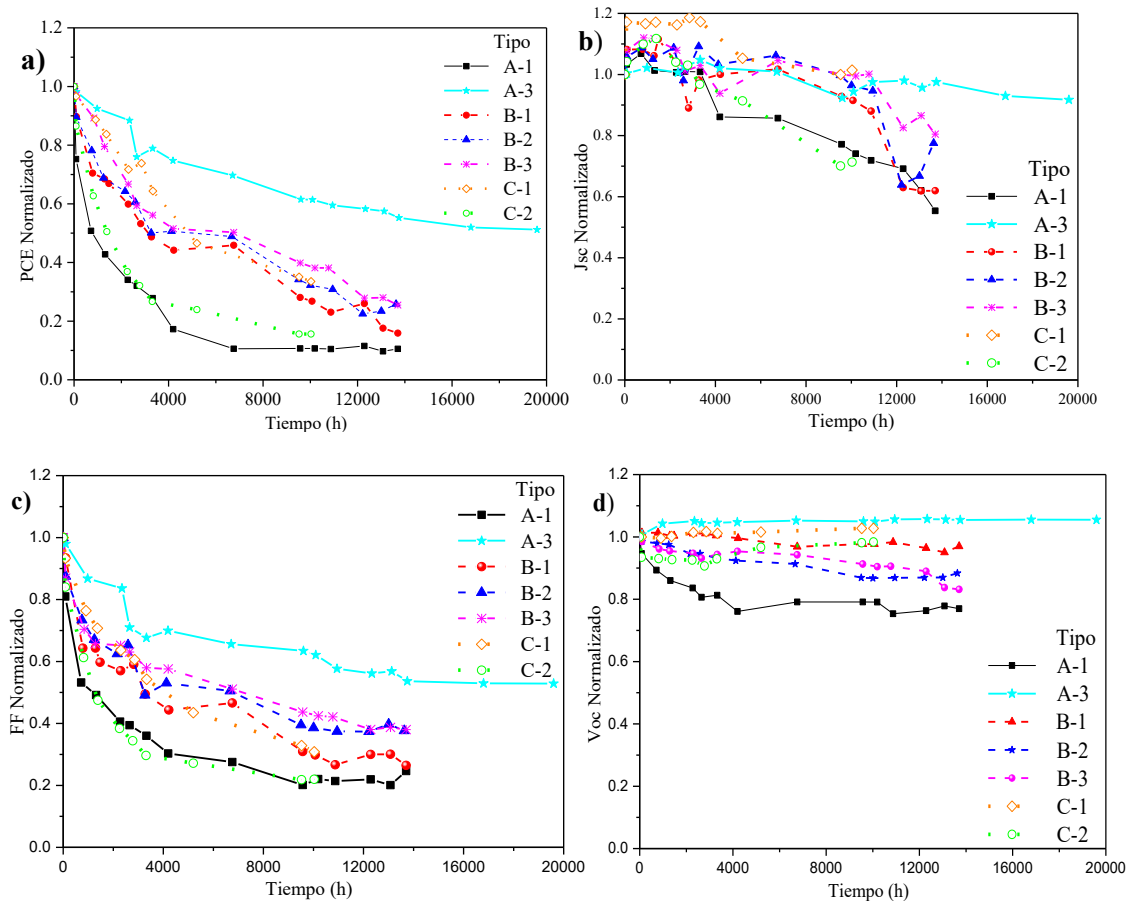 a)
PCE Normalizado
1.2
1.0
0.8
0.6
0.4
0.2
0.0
0
4000
8000
12000
16000
20000
Tiempo (h)
Tipo
A-1
A-3
B-1
B-2
B-3
C-1
C-2
b)
Jsc Normalizado
1.2
1.0
0.8
0.6
0.4
0.2
0.0
0
4000
8000
12000
16000
20000
Tiempo (h)
Tipo
A-1
A-3
B-1
B-2
B-3
C-1
C-2
c)
FF Normalizado
1.2
1.0
0.8
0.6
0.4
0.2
0.0
0
4000
8000
12000
16000
20000
Tiempo (h)
Tipo
A-1
A-3
B-1
B-2
B-3
C-1
C-2
d)
Voc Normalizado
1.2
1.0
0.8
0.6
0.4
0.2
0.0
0
4000
8000
12000
16000
20000
Tiempo (h)
Tipo
A-1
A-3
B-1
B-2
B-3
C-1
C-2